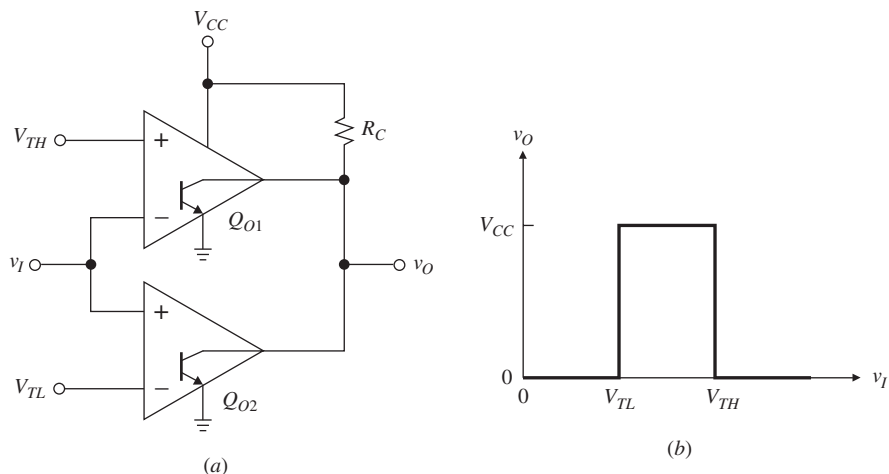 V_CC
V_TH
+
R_C
−
Q_O1
v_I
v_O
+
V_TL
−
Q_O2
(a)
v_O
V_CC
0
0
V_TL
V_TH
v_I
(b)